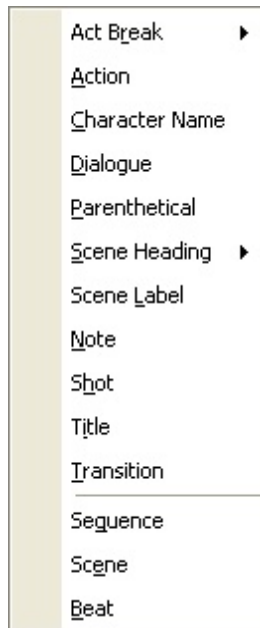 Act Break
Action
Character Name
Dialogue
Parenthetical
Scene Heading
Scene Label
Note
Shot
Title
Transition
Sequence
Scene
Beat